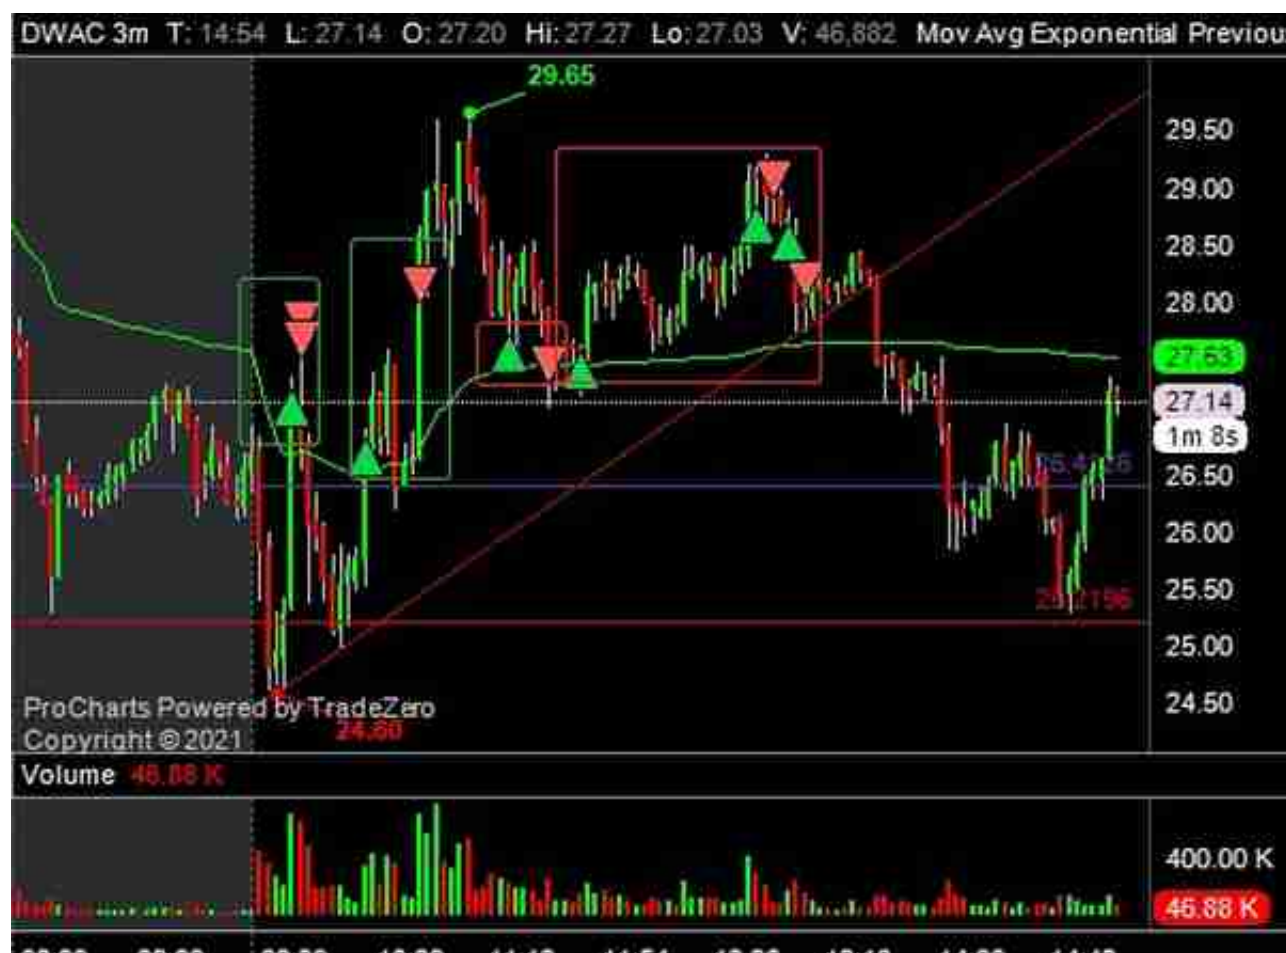 DWAC 3m T: 14:54 L: 27.14 O: 27.20 Hi: 27.27 Lo: 27.03 V: 46,882 Mov Avg Exponential Previou
29.65
29.50
29.00
28.50
28.00
27.63
27.14
1m 8s
26.50
26.00
25.50
25.00
24.50
ProCharts Powered by TradeZero
Copyright © 2021
Volume 46.88 K
400.00 K
46.88 K